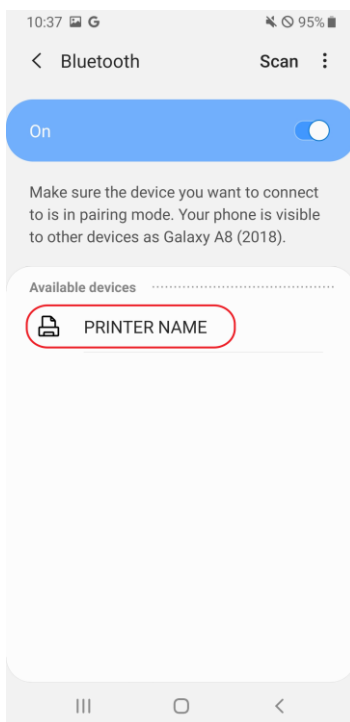 10:37 G 95%
Bluetooth Scan
On
Make sure the device you want to connect
to is in pairing mode. Your phone is visible
to other devices as Galaxy A8 (2018).
Available devices
PRINTER NAME